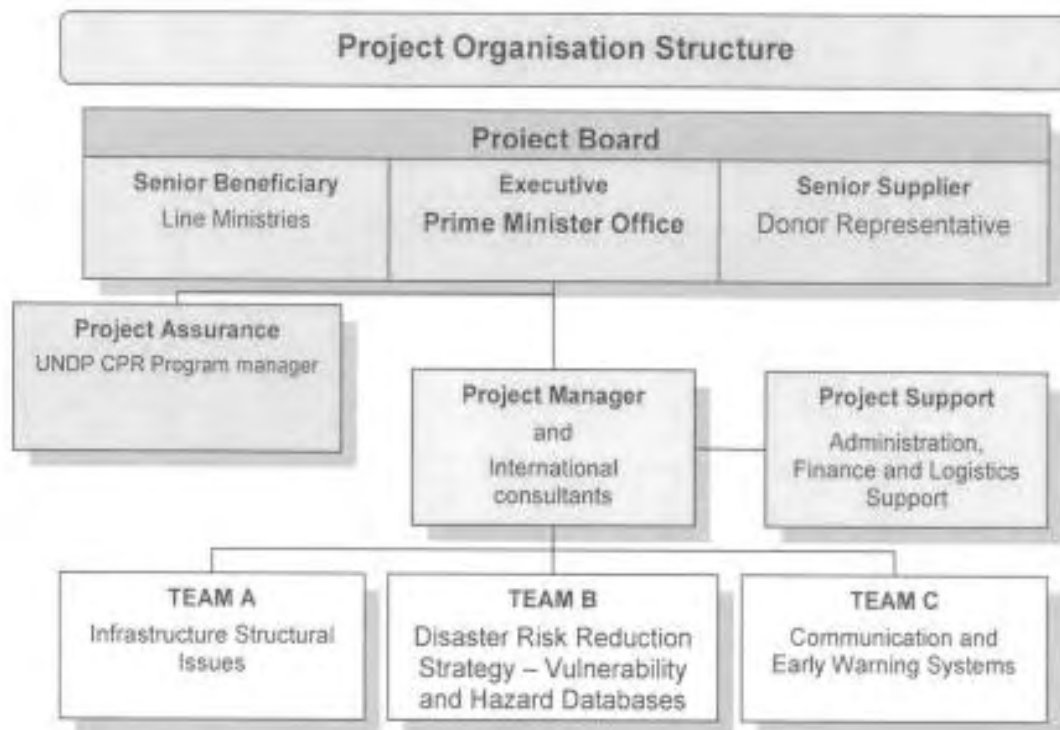 Project Organisation Structure
Project Board
Senior Beneficiary
Line Ministries
Executive
Prime Minister Office
Senior Supplier
Donor Representative
Project Assurance
UNDP CPR Program manager
Project Manager
and
International
consultants
Project Support
Administration,
Finance and Logistics
Support
TEAM A
Infrastructure Structural
Issues
TEAM B
Disaster Risk Reduction
Strategy – Vulnerability
and Hazard Databases
TEAM C
Communication and
Early Warning Systems